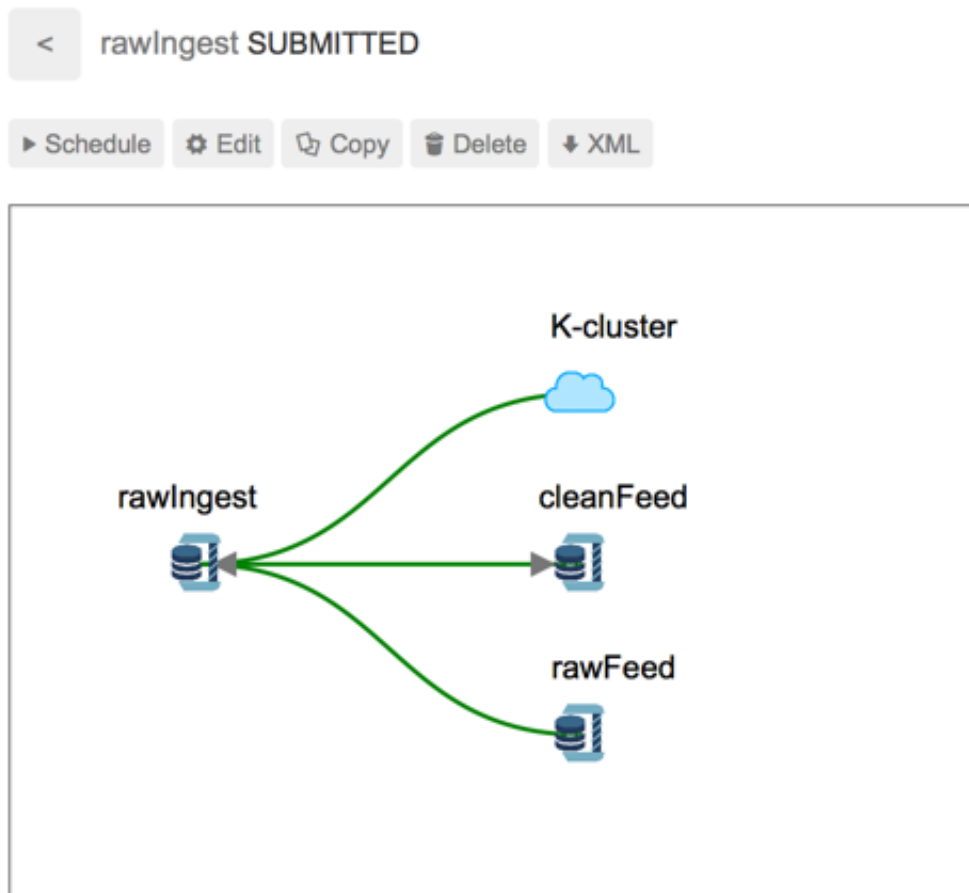 < rawIngest SUBMITTED
Schedule Edit Copy Delete XML
K-cluster
rawIngest
cleanFeed
rawFeed